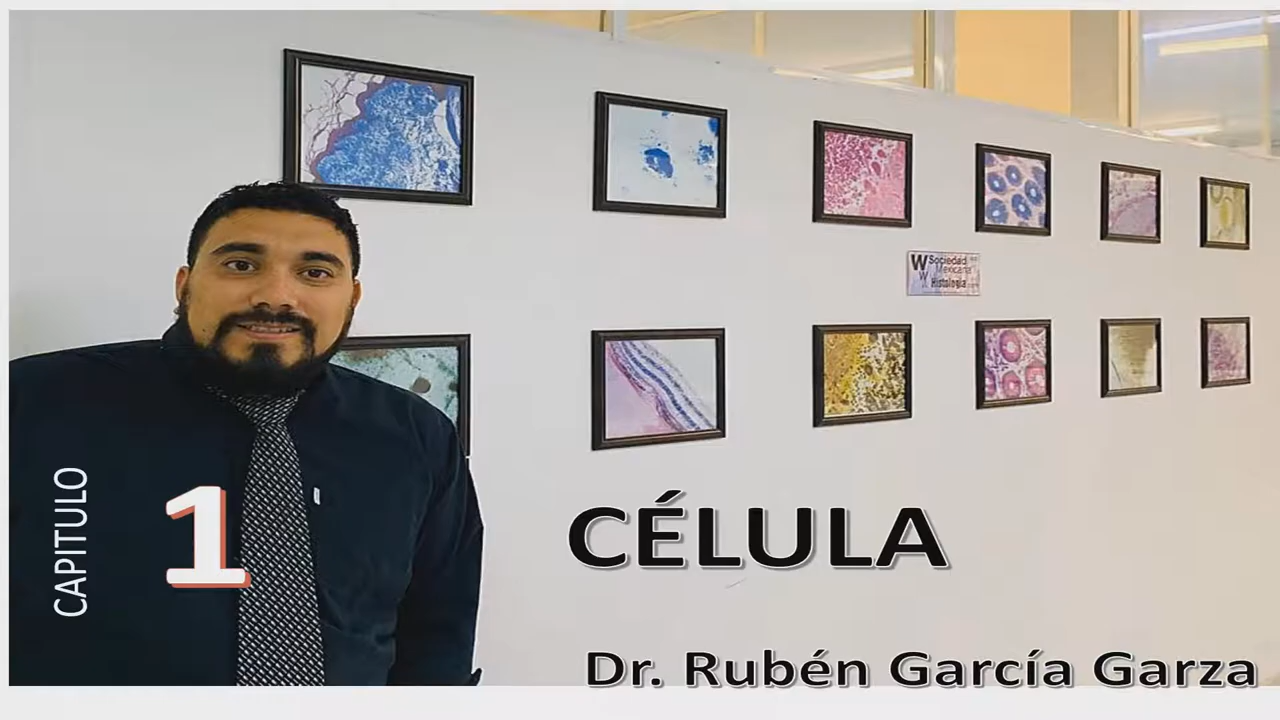 W Sociedad
Mexicana
Histología
CAPITULO
1
CÉLULA
Dr. Rubén García Garza